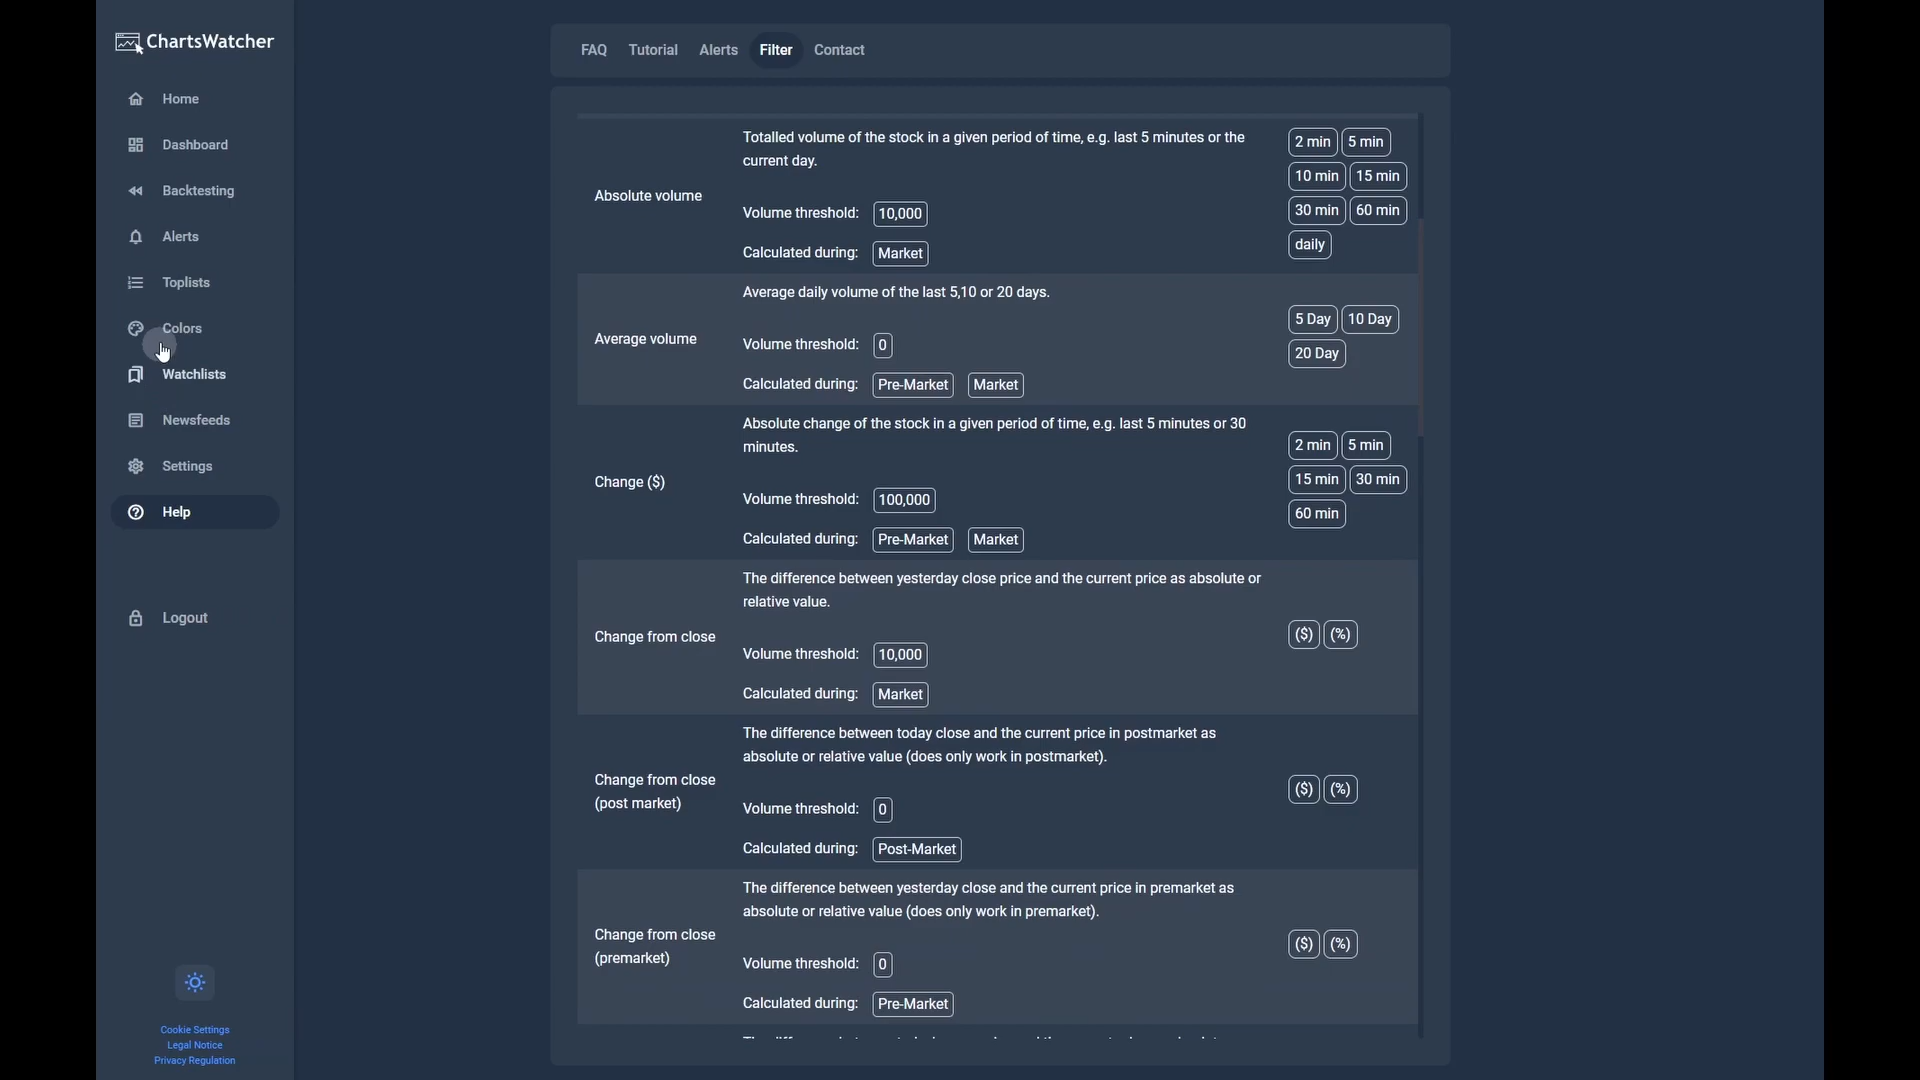 ChartsWatcher
Home
Dashboard
Backtesting
Alerts
Toplists
Colors
Watchlists
Newsfeeds
Settings
Help
Logout
Cookie Settings
Legal Notice
Privacy Regulation
FAQ Tutorial Alerts Filter Contact
Absolute volume
Totalled volume of the stock in a given period of time, e.g. last 5 minutes or the
current day.
Volume threshold: 10,000
Calculated during: Market
2 min 5 min
10 min 15 min
30 min 60 min
daily
Average volume
Average daily volume of the last 5,10 or 20 days.
Volume threshold: 0
Calculated during: Pre-Market Market
5 Day 10 Day
20 Day
Change ($)
Absolute change of the stock in a given period of time, e.g. last 5 minutes or 30
minutes.
Volume threshold: 100,000
Calculated during: Pre-Market Market
2 min 5 min
15 min 30 min
60 min
Change from close
The difference between yesterday close price and the current price as absolute or
relative value.
Volume threshold: 10,000
Calculated during: Market
($) (%)
Change from close
(post market)
The difference between today close and the current price in postmarket as
absolute or relative value (does only work in postmarket).
Volume threshold: 0
Calculated during: Post-Market
($) (%)
Change from close
(premarket)
The difference between yesterday close and the current price in premarket as
absolute or relative value (does only work in premarket).
Volume threshold: 0
Calculated during: Pre-Market
($) (%)